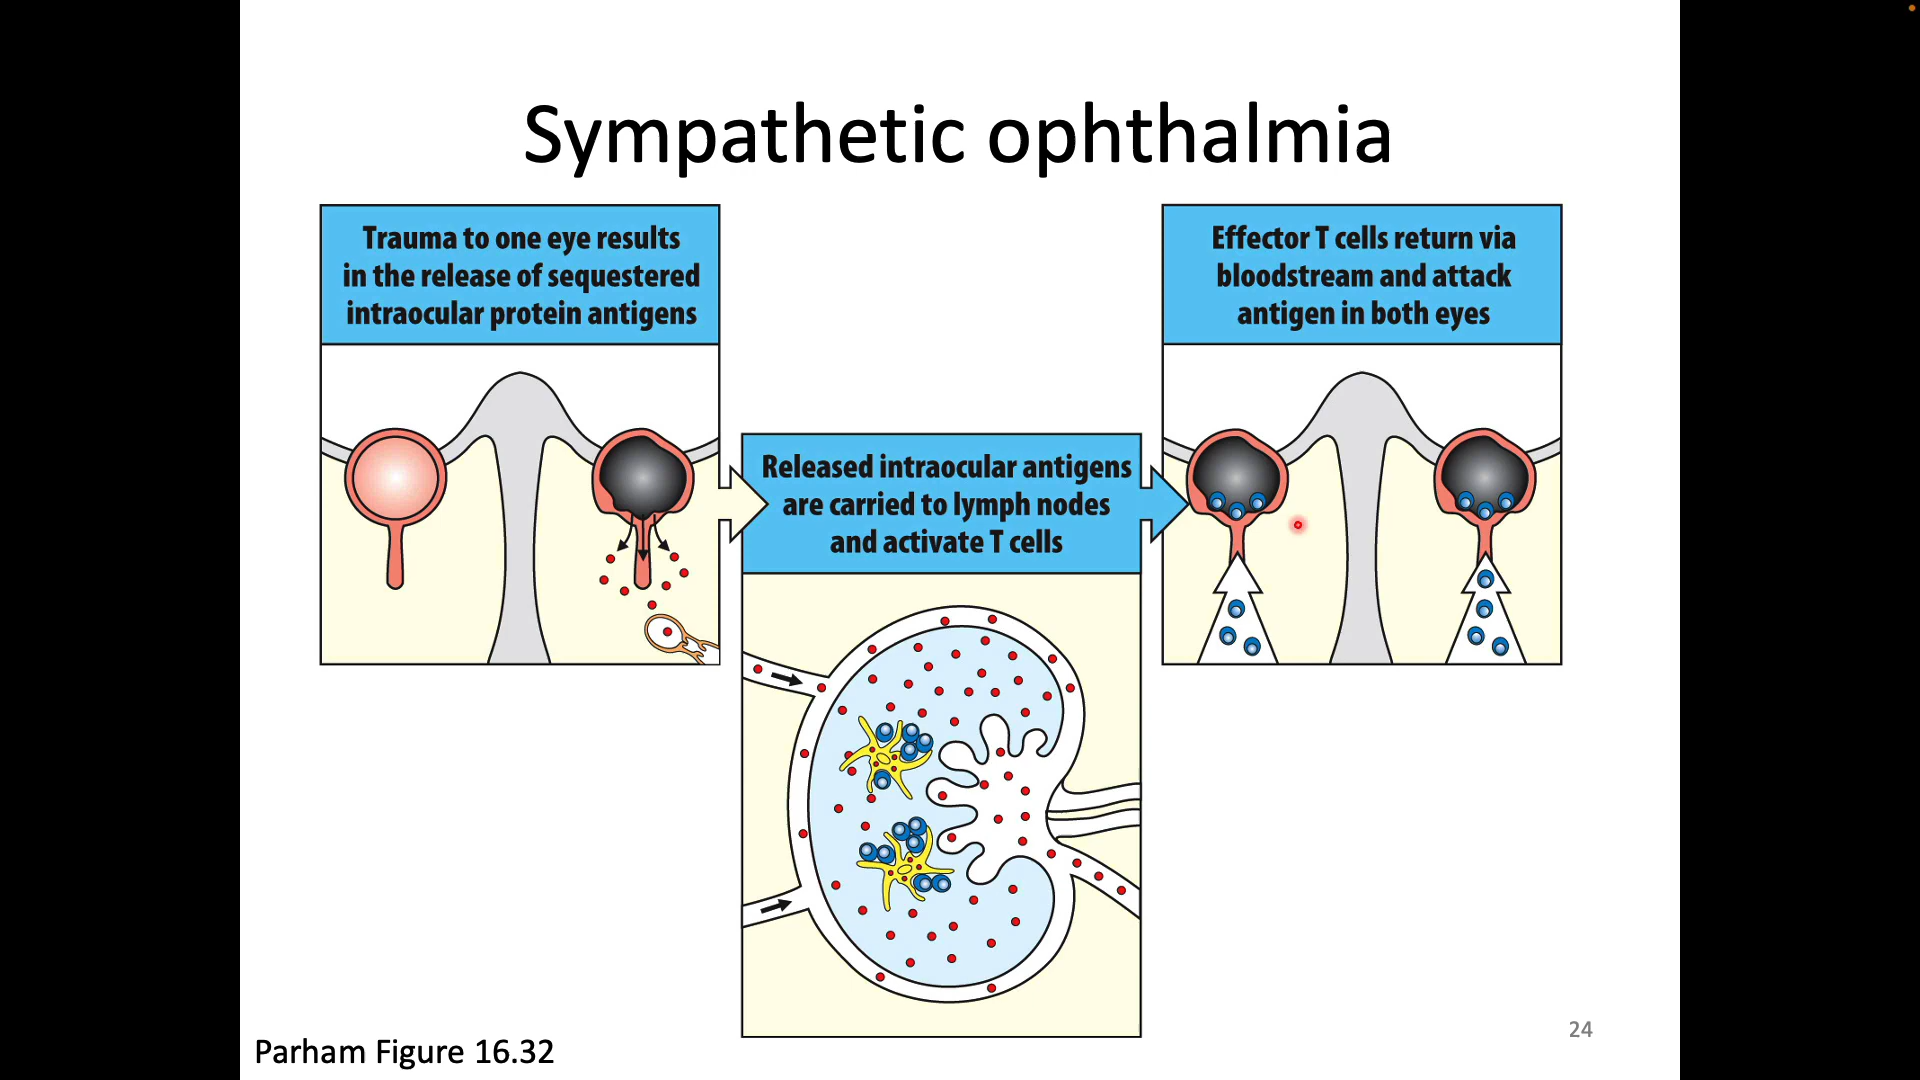 Sympathetic ophthalmia
Trauma to one eye results
in the release of sequestered
intraocular protein antigens
Released intraocular antigens
are carried to lymph nodes
and activate T cells
Effector T cells return via
bloodstream and attack
antigen in both eyes
Parham Figure 16.32
24